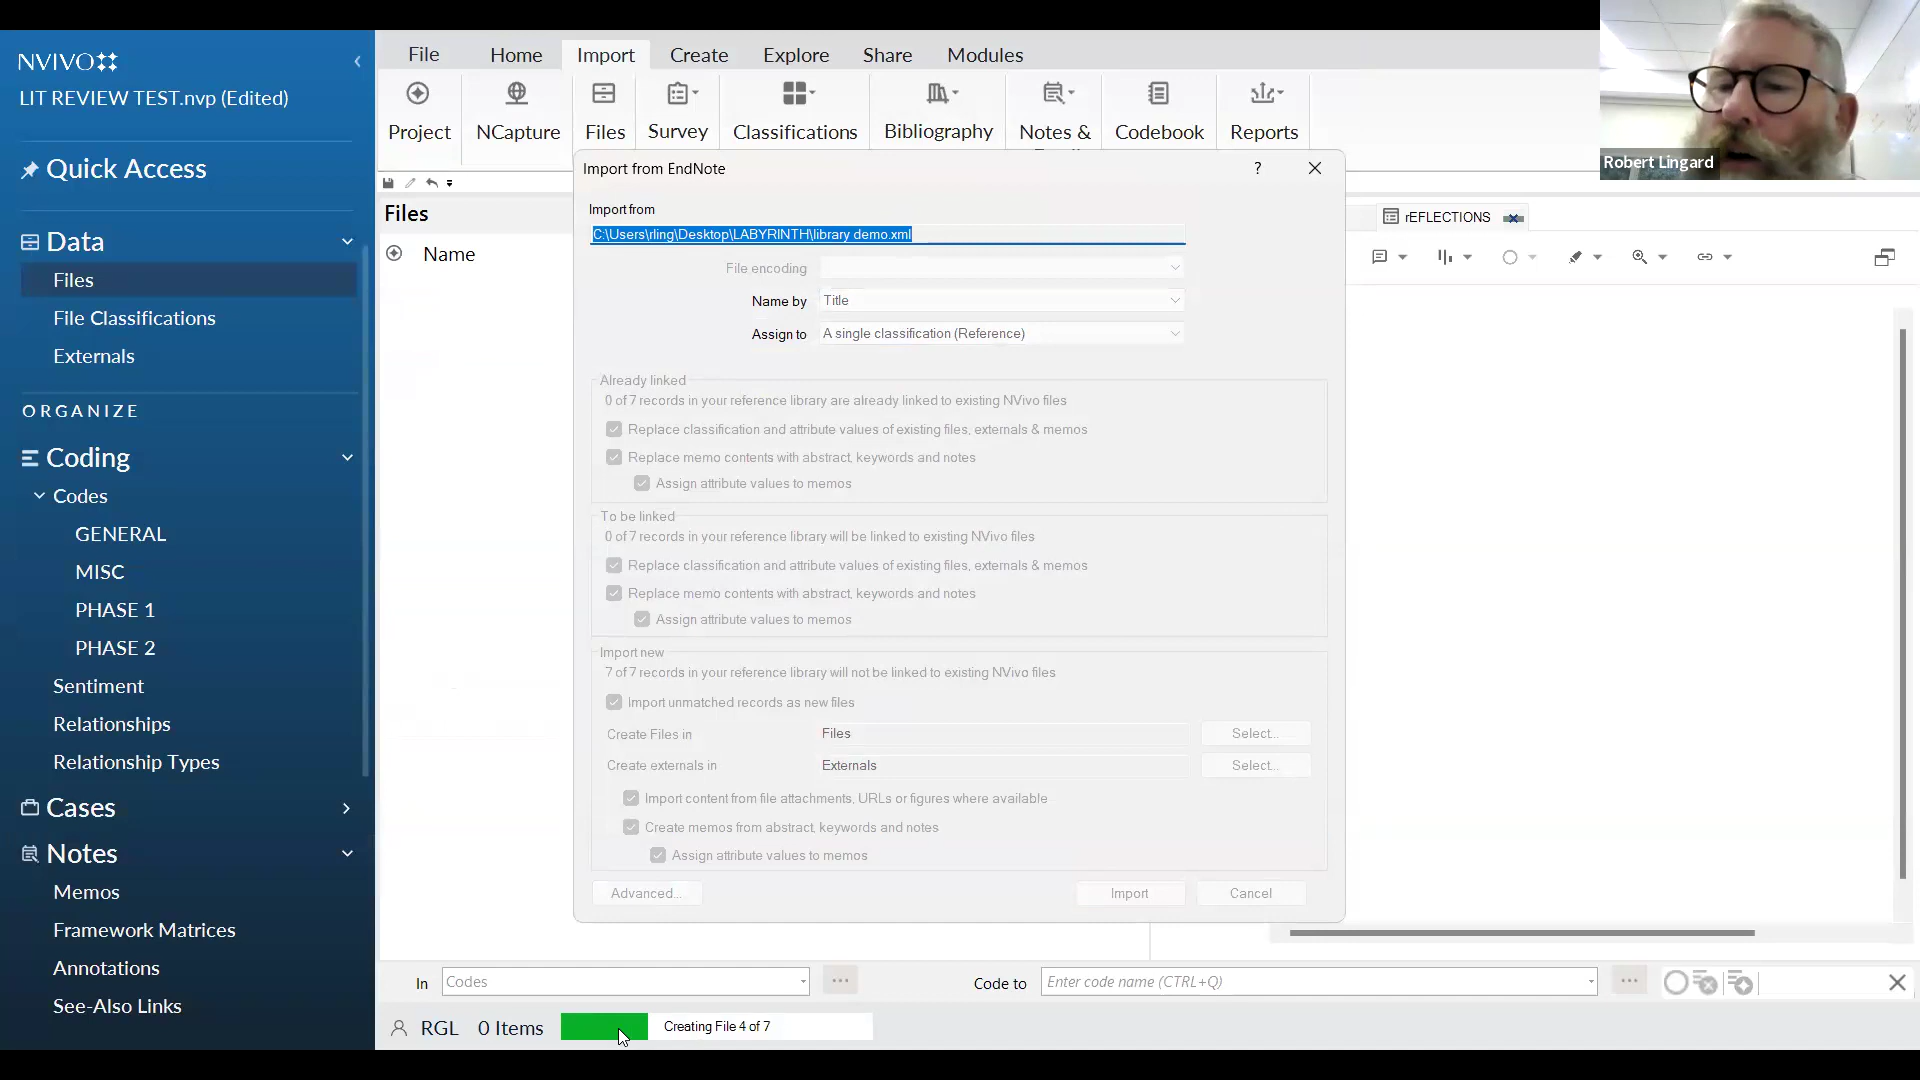 NVIVO
LIT REVIEW TEST.nvp (Edited)
Quick Access
Data
Files
File Classifications
Externals
ORGANIZE
Coding
Codes
GENERAL
MISC
PHASE 1
PHASE 2
Sentiment
Relationships
Relationship Types
Cases
Notes
Memos
Framework Matrices
Annotations
See-Also Links
File Home Import Create Explore Share Modules
Project NCapture Files Survey Classifications Bibliography Notes & Codebook Reports
Robert Lingard
Files
Name
rEFLECTIONS
Import from EndNote
Import from
C:\Users\rling\Desktop\LABYRINTH\library demo.xml
File encoding
Name by Title
Assign to A single classification (Reference)
Already linked
0 of 7 records in your reference library are already linked to existing NVivo files
Replace classification and attribute values of existing files, externals & memos
Replace memo contents with abstract, keywords and notes
Assign attribute values to memos
To be linked
0 of 7 records in your reference library will be linked to existing NVivo files
Replace classification and attribute values of existing files, externals & memos
Replace memo contents with abstract, keywords and notes
Assign attribute values to memos
Import new
7 of 7 records in your reference library will not be linked to existing NVivo files
Import unmatched records as new files
Create Files in Files Select...
Create externals in Externals Select...
Import content from file attachments, URLs or figures where available
Create memos from abstract, keywords and notes
Assign attribute values to memos
Advanced... Import Cancel
In Codes ... Code to Enter code name (CTRL+Q) ...
RGL 0 Items Creating File 4 of 7